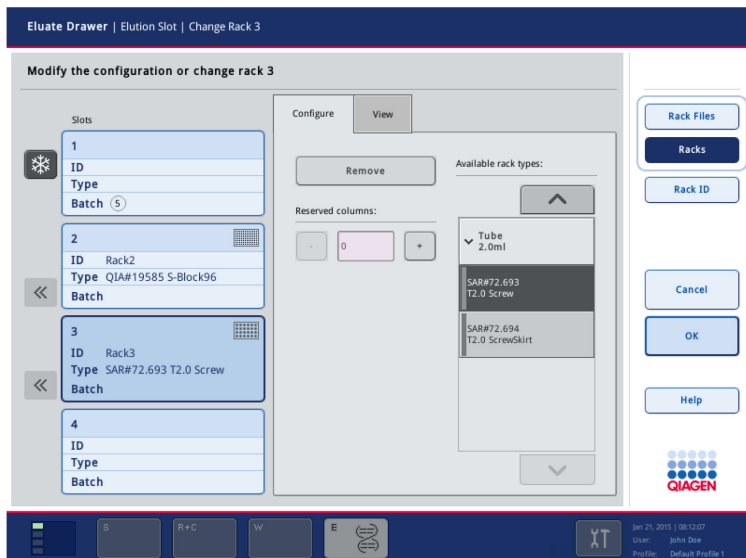 Eluate Drawer | Elution Slot | Change Rack 3
Modify the configuration or change rack 3
Slots
1
ID
Type
Batch 5
2
ID Rack2
Type QIA#19585 S-Block96
Batch
3
ID Rack3
Type SAR#72.693 T2.0 Screw
Batch
4
ID
Type
Batch
Configure
View
Remove
Reserved columns:
- 0 +
Available rack types:
Tube
2.0ml
SAR#72.693
T2.0 Screw
SAR#72.694
T2.0 ScrewSkirt
Rack Files
Racks
Rack ID
Cancel
OK
Help
QIAGEN
S
R+C
W
E
Jan 21, 2015 | 08:12:07
User: John Doe
Profile: Default Profile 1